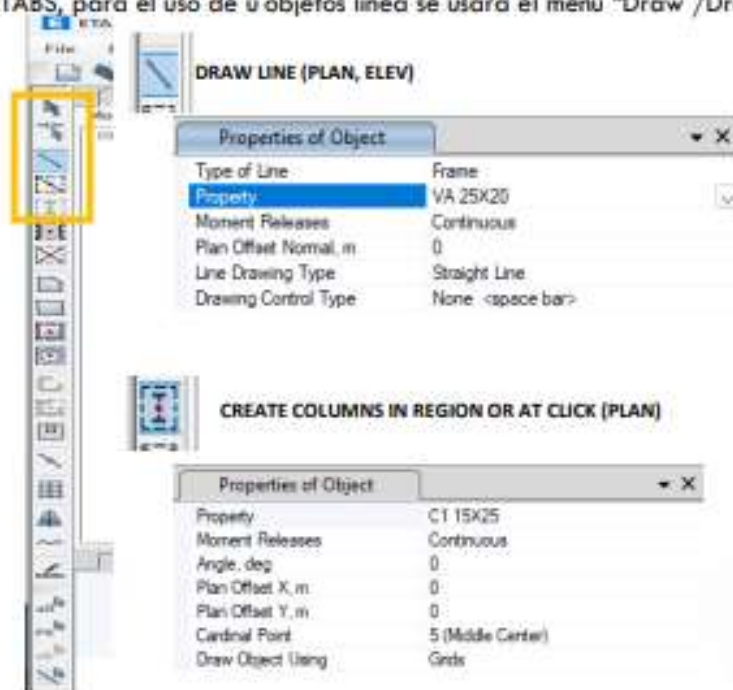 ETABS, para el uso de u objetos línea se usará el menú "Draw /Dr
ETA
File
DRAW LINE (PLAN, ELEV)
Properties of Object
Type of Line Frame
Property VA 25X20
Moment Releases Continuous
Plan Offset Normal, m 0
Line Drawing Type Straight Line
Drawing Control Type None <space bar>
CREATE COLUMNS IN REGION OR AT CLICK (PLAN)
Properties of Object
Property C1 15X25
Moment Releases Continuous
Angle, deg 0
Plan Offset X, m 0
Plan Offset Y, m 0
Cardinal Point 5 (Middle Center)
Draw Object Using Grids